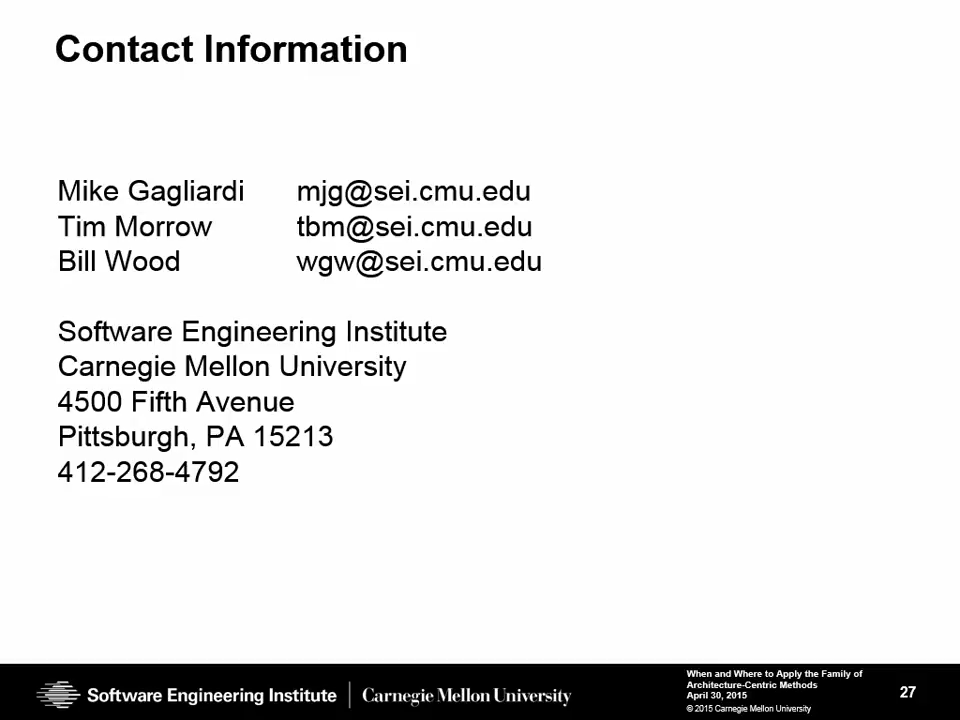 Contact Information
Mike Gagliardi mjg@sei.cmu.edu
Tim Morrow tbm@sei.cmu.edu
Bill Wood wgw@sei.cmu.edu
Software Engineering Institute
Carnegie Mellon University
4500 Fifth Avenue
Pittsburgh, PA 15213
412-268-4792
Software Engineering Institute | Carnegie Mellon University
When and Where to Apply the Family of
Architecture-Centric Methods
April 30, 2015
© 2015 Carnegie Mellon University
27